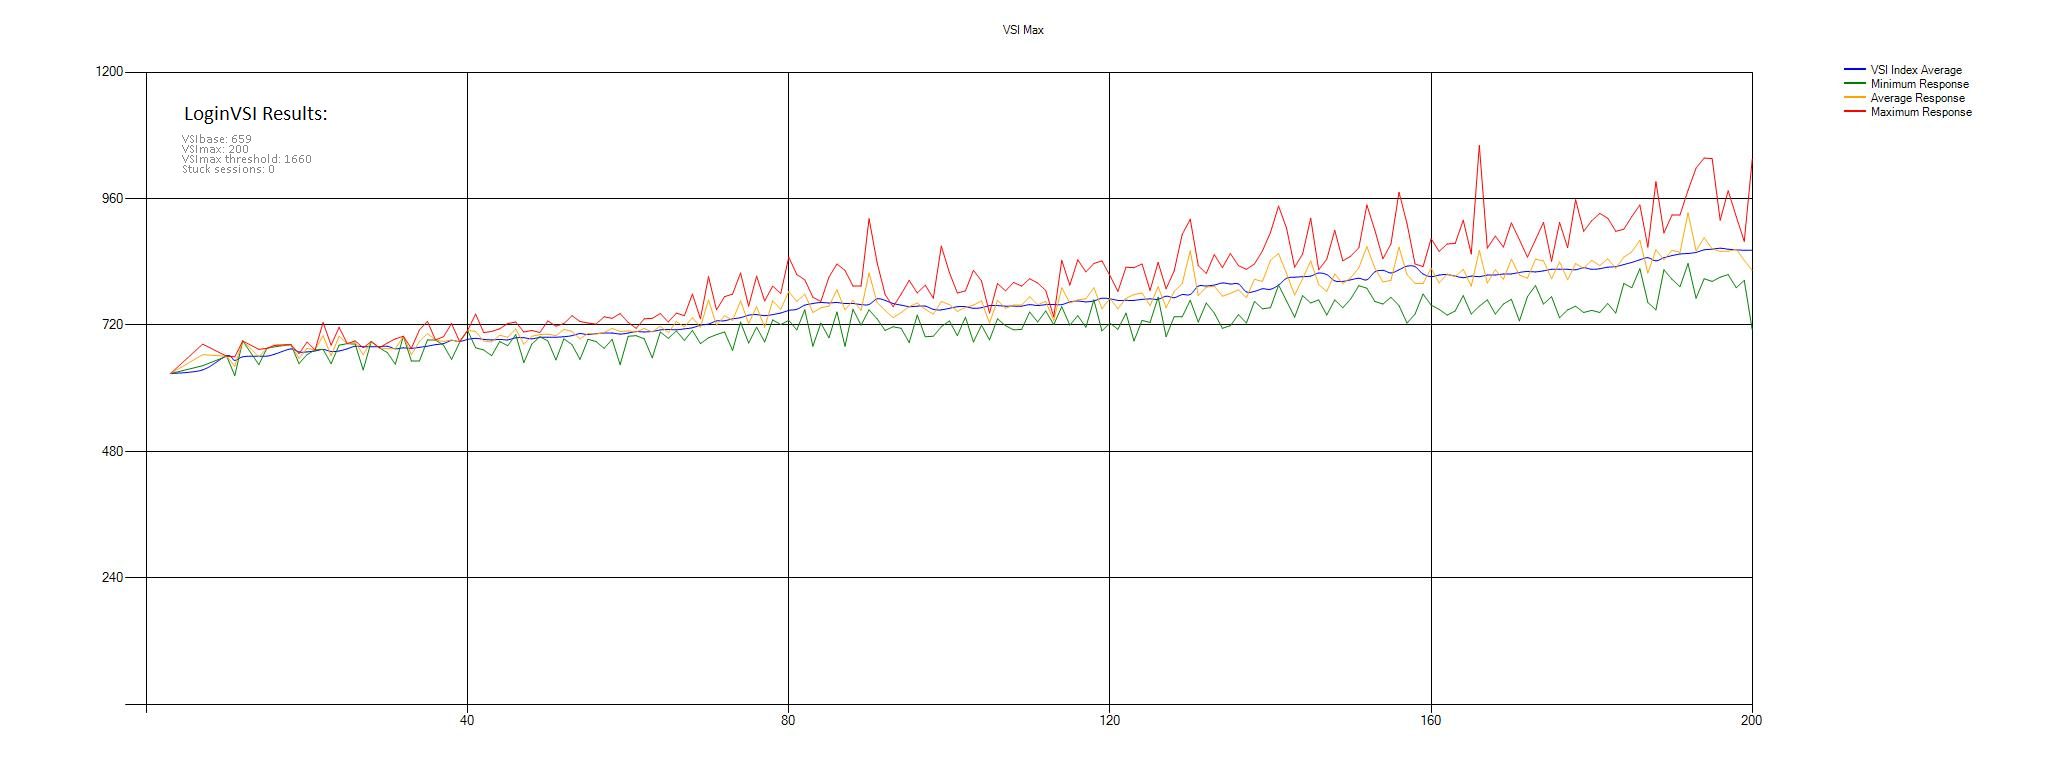 VSI Max
1200
960
720
480
240
LoginVSI Results:
VSIbase: 659
VSImax: 200
VSImax threshold: 1660
Stuck sessions: 0
VSI Index Average
Minimum Response
Average Response
Maximum Response
40
80
120
160
200